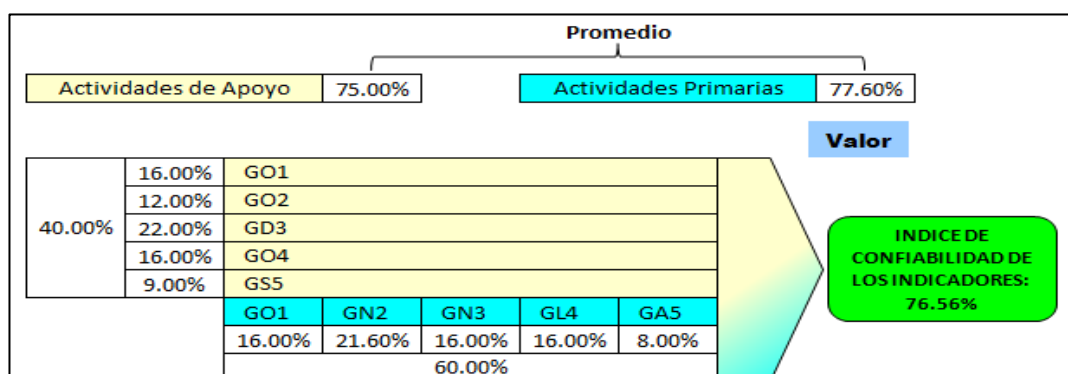 Promedio
Actividades de Apoyo 75.00% Actividades Primarias 77.60%
Valor
16.00% GO1
12.00% GO2
40.00% 22.00% GD3
16.00% GO4
9.00% GS5
INDICE DE
CONFIABILIDAD DE
LOS INDICADORES:
76.56%
GO1 GN2 GN3 GL4 GA5
16.00% 21.60% 16.00% 16.00% 8.00%
60.00%